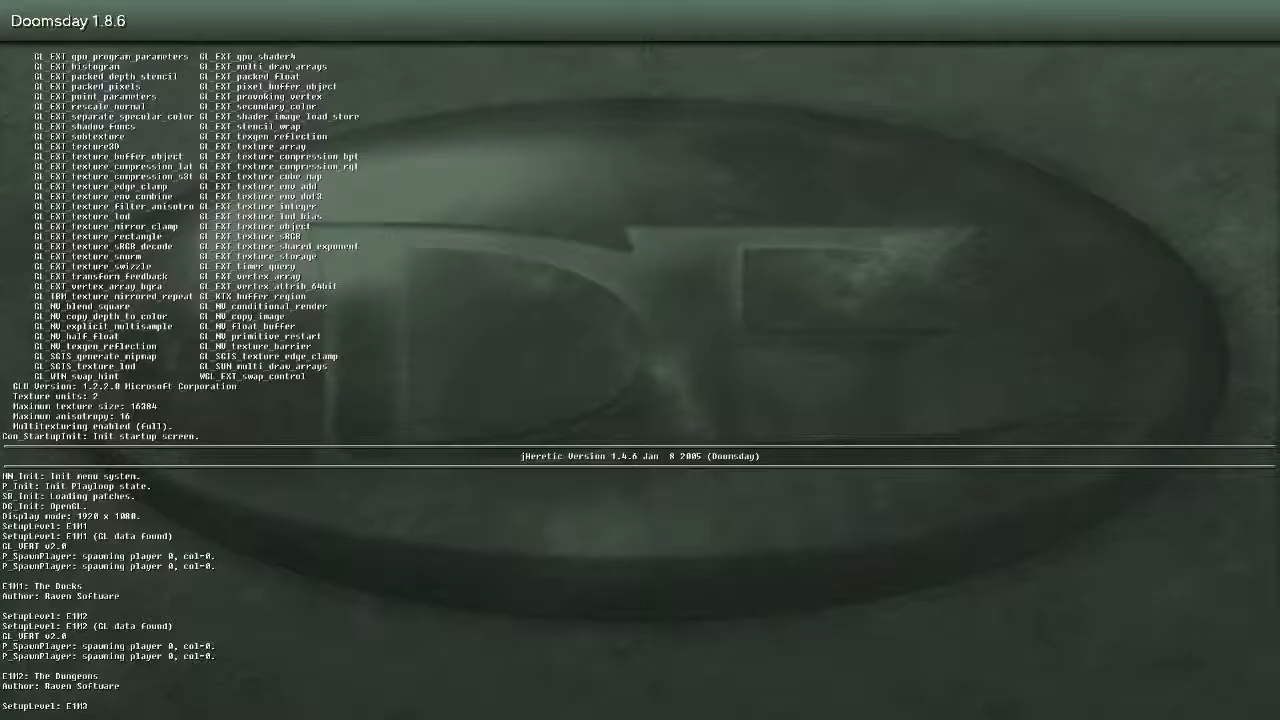 Doomsday 1.8.6
GL_EXT_gpu_program_parameters GL_EXT_gpu_shader4
GL_EXT_histogram GL_EXT_multi_draw_arrays
GL_EXT_packed_depth_stencil GL_EXT_packed_float
GL_EXT_packed_pixels GL_EXT_pixel_buffer_object
GL_EXT_point_parameters GL_EXT_provoking_vertex
GL_EXT_rescale_normal GL_EXT_secondary_color
GL_EXT_separate_specular_color GL_EXT_shader_image_load_store
GL_EXT_shadow_funcs GL_EXT_stencil_wrap
GL_EXT_subtexture GL_EXT_texgen_reflection
GL_EXT_texture3D GL_EXT_texture_array
GL_EXT_texture_buffer_object GL_EXT_texture_compression_bpt
GL_EXT_texture_compression_lat GL_EXT_texture_compression_rgt
GL_EXT_texture_compression_s3t GL_EXT_texture_cube_map
GL_EXT_texture_edge_clamp GL_EXT_texture_env_add
GL_EXT_texture_env_combine GL_EXT_texture_env_dot3
GL_EXT_texture_filter_anisotro GL_EXT_texture_integer
GL_EXT_texture_lod GL_EXT_texture_lod_bias
GL_EXT_texture_mirror_clamp GL_EXT_texture_object
GL_EXT_texture_rectangle GL_EXT_texture_sRGB
GL_EXT_texture_sRGB_decode GL_EXT_texture_shared_exponent
GL_EXT_texture_snorm GL_EXT_texture_storage
GL_EXT_texture_swizzle GL_EXT_timer_query
GL_EXT_transform_feedback GL_EXT_vertex_array
GL_EXT_vertex_array_bgra GL_EXT_vertex_attrib_64bit
GL_IBM_texture_mirrored_repeat GL_KTX_buffer_region
GL_NV_blend_square GL_NV_conditional_render
GL_NV_copy_depth_to_color GL_NV_copy_image
GL_NV_explicit_multisample GL_NV_float_buffer
GL_NV_half_float GL_NV_primitive_restart
GL_NV_texgen_reflection GL_NV_texture_barrier
GL_SGIS_generate_mipmap GL_SGIS_texture_edge_clamp
GL_SGIS_texture_lod GL_SUN_multi_draw_arrays
GL_WIN_swap_hint WGL_EXT_swap_control
GLU Version: 1.2.2.0 Microsoft Corporation
Texture units: 2
Maximum texture size: 16384
Maximum anisotropy: 16
Multitexturing enabled (full).
Con_StartupInit: Init startup screen.
jHeretic Version 1.4.6 Jan 8 2005 (Doomsday)
MN_Init: Init menu system.
P_Init: Init Playloop state.
SB_Init: Loading patches.
DG_Init: OpenGL.
Display mode: 1920 x 1080.
SetupLevel: E1M1
SetupLevel: E1M1 (GL data found)
GL_VERT v2.0
P_SpawnPlayer: spawning player 0, col=0.
P_SpawnPlayer: spawning player 0, col=0.
E1M1: The Docks
Author: Raven Software
SetupLevel: E1M2
SetupLevel: E1M2 (GL data found)
GL_VERT v2.0
P_SpawnPlayer: spawning player 0, col=0.
P_SpawnPlayer: spawning player 0, col=0.
E1M2: The Dungeons
Author: Raven Software
SetupLevel: E1M3